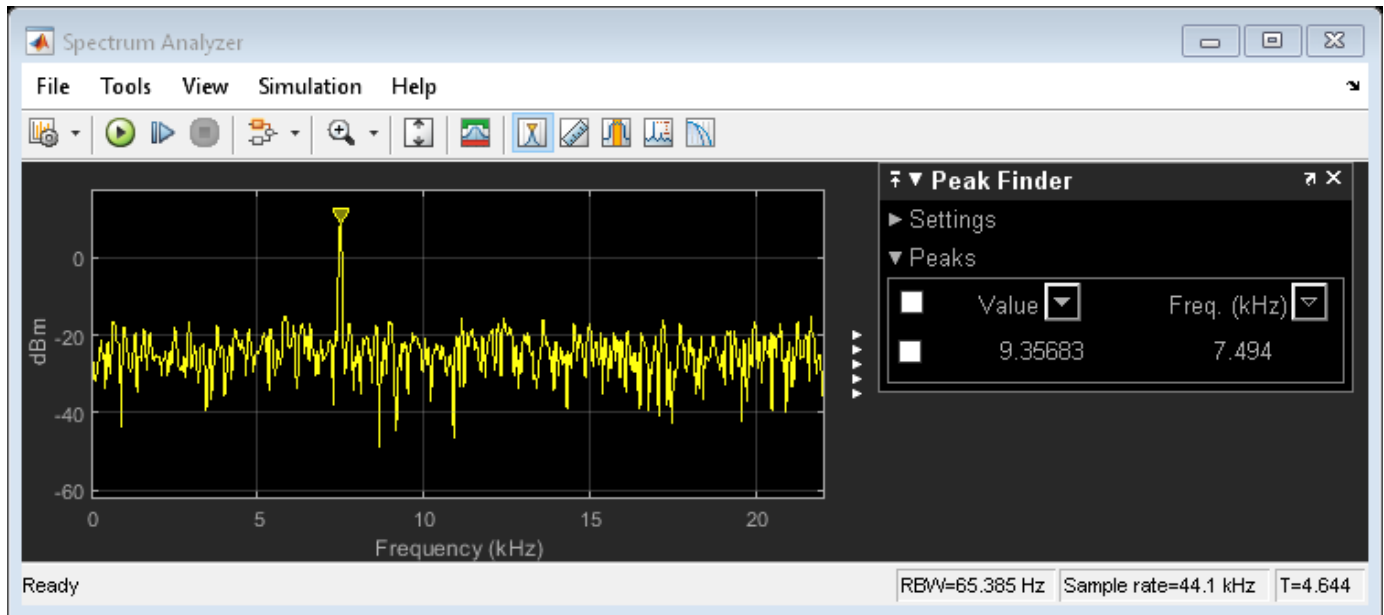 Spectrum Analyzer
File Tools View Simulation Help
Peak Finder
Settings
Peaks
Value Freq. (kHz)
9.35683 7.494
0
-20
-40
-60
dBm
0 5 10 15 20
Frequency (kHz)
Ready RBW=65.385 Hz Sample rate=44.1 kHz T=4.644